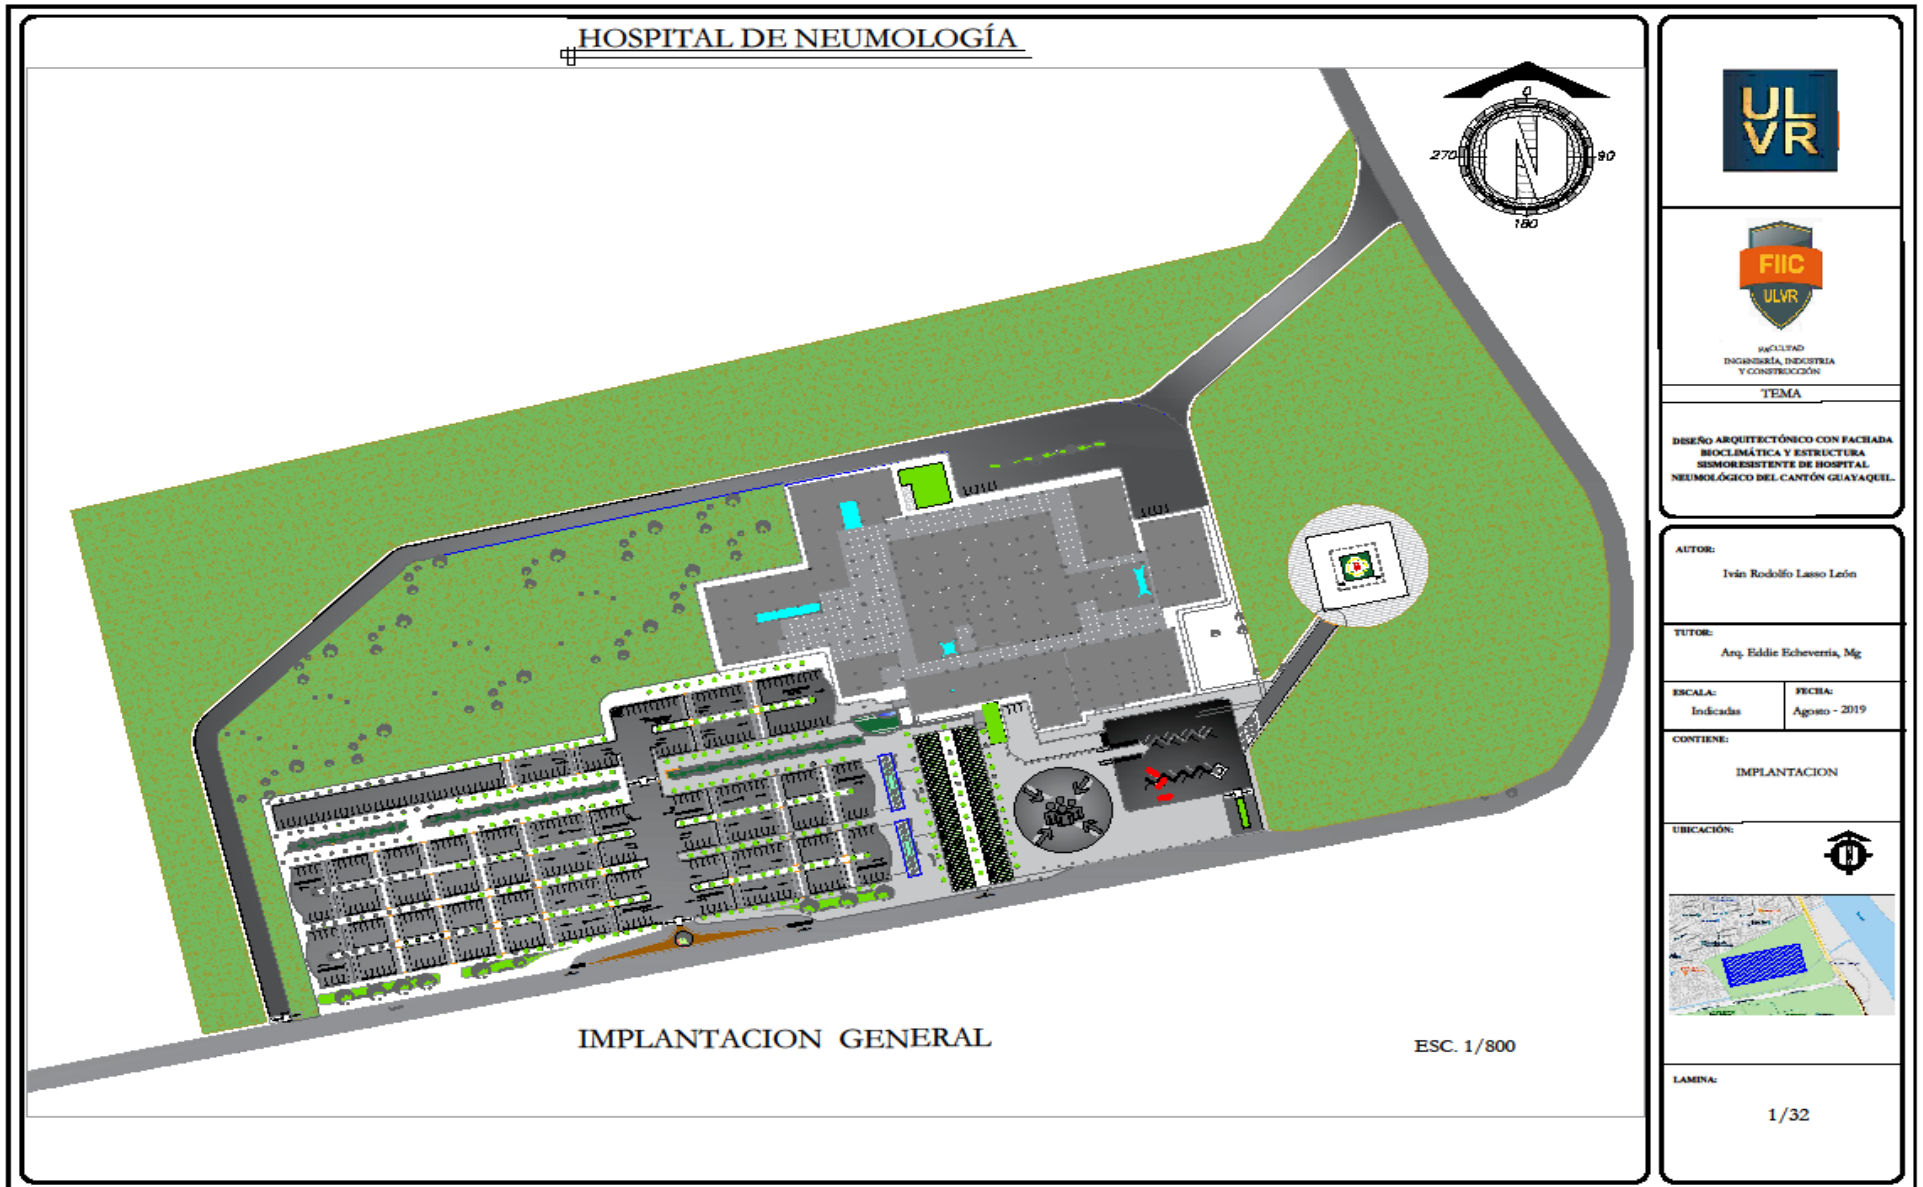 HOSPITAL DE NEUMOLOGÍA
0
270
90
180
N
IMPLANTACION GENERAL
ESC. 1/800
UL
VR
FIIC
ULVR
FACULTAD
INGENIERÍA, INDUSTRIA
Y CONSTRUCCIÓN
TEMA
DISEÑO ARQUITECTÓNICO CON FACHADA
BIOCLIMÁTICA Y ESTRUCTURA
SISMORESISTENTE DE HOSPITAL
NEUMOLÓGICO DEL CANTÓN GUAYAQUIL.
AUTOR:
Iván Rodolfo Lasso León
TUTOR:
Arq. Eddie Echeverria, Mg
ESCALA:
Indicadas
FECHA:
Agosto - 2019
CONTIENE:
IMPLANTACION
UBICACIÓN:
LAMINA:
1/32